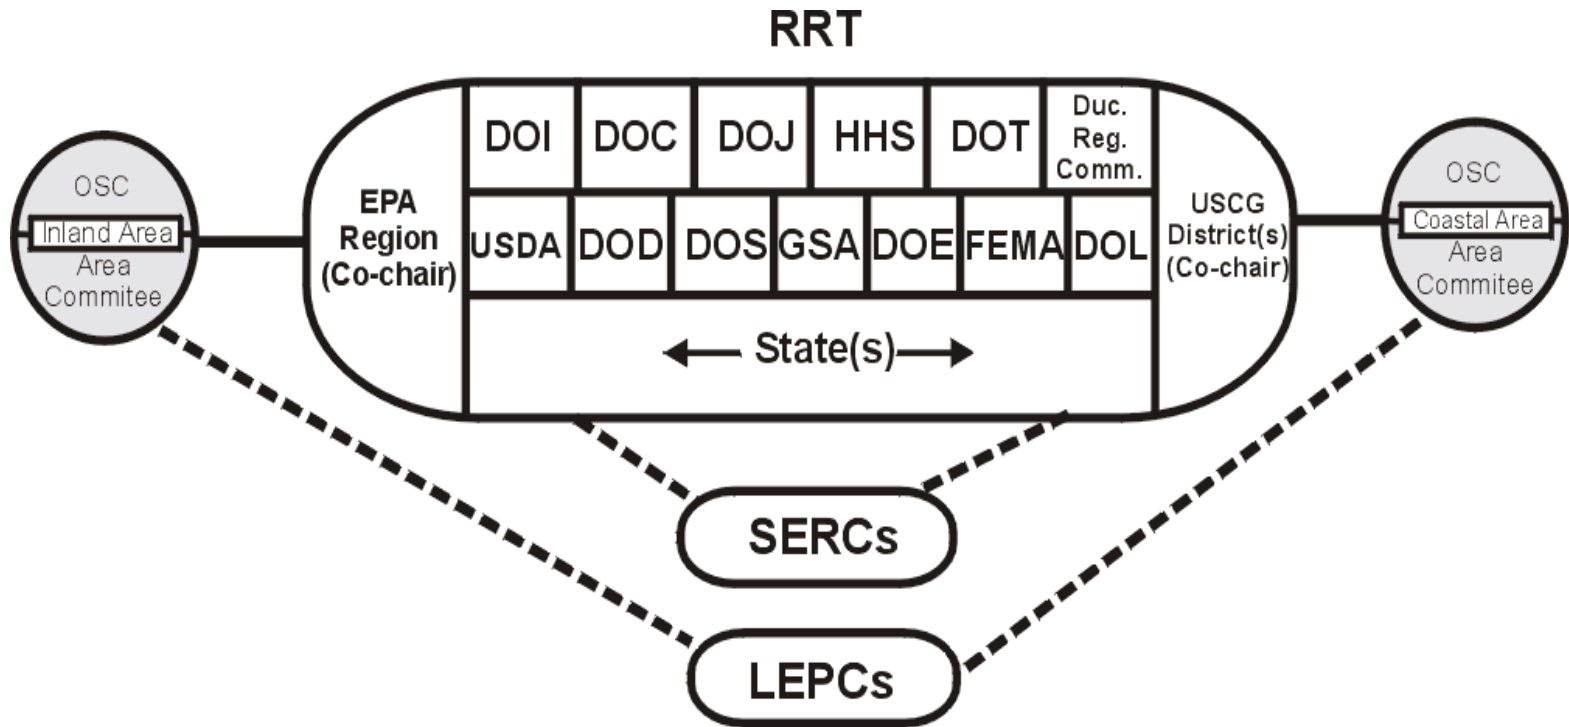 RRT
DOI DOC DOJ HHS DOT
Duc.
Reg.
Comm.
OSC
Inland Area
Area
Commitee
EPA
Region
(Co-chair)
USDA DOD DOS GSA DOE FEMA DOL
USCG
District(s)
(Co-chair)
OSC
Coastal Area
Area
Commitee
State(s)
SERCs
LEPCs